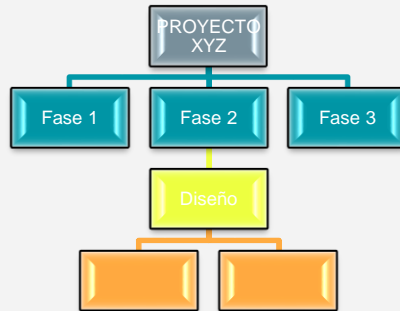 PROYECTO
XYZ
Fase 1
Fase 2
Fase 3
Diseño